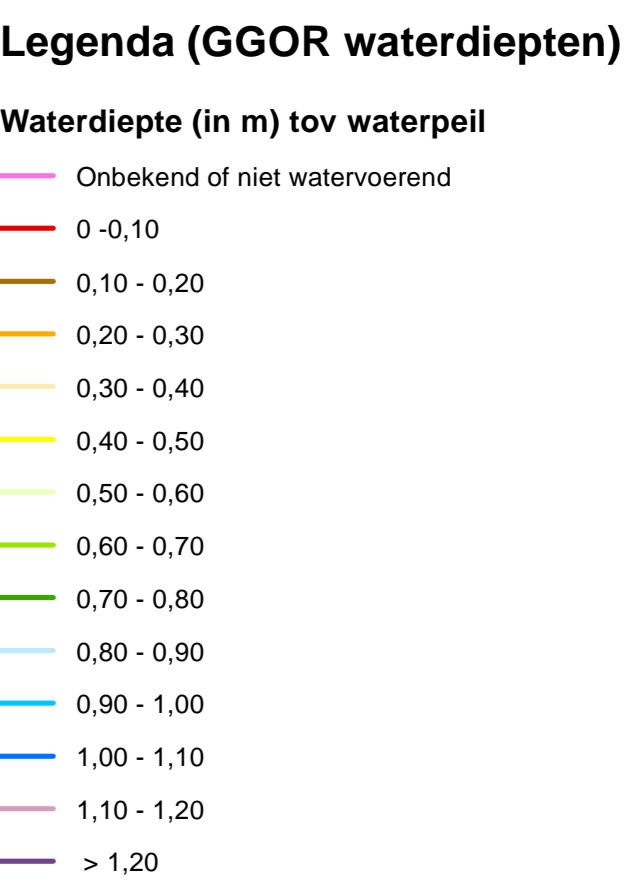 Legenda (GGOR waterdiepten)
Waterdiepte (in m) tov waterpeil
Onbekend of niet watervoerend
0 -0,10
0,10 - 0,20
0,20 - 0,30
0,30 - 0,40
0,40 - 0,50
0,50 - 0,60
0,60 - 0,70
0,70 - 0,80
0,80 - 0,90
0,90 - 1,00
1,00 - 1,10
1,10 - 1,20
> 1,20